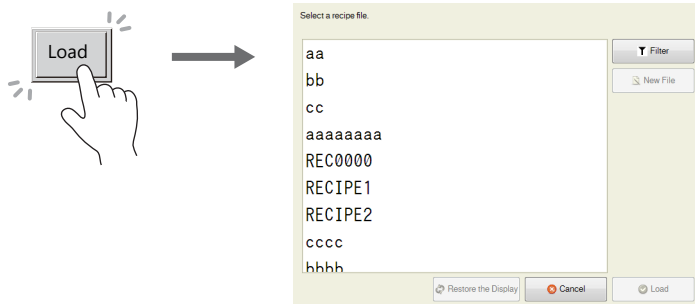 Load
Select a recipe file.
aa
bb
cc
aaaaaaaa
REC0000
RECIPE1
RECIPE2
cccc
bbbb
Filter
New File
Restore the Display
Cancel
Load